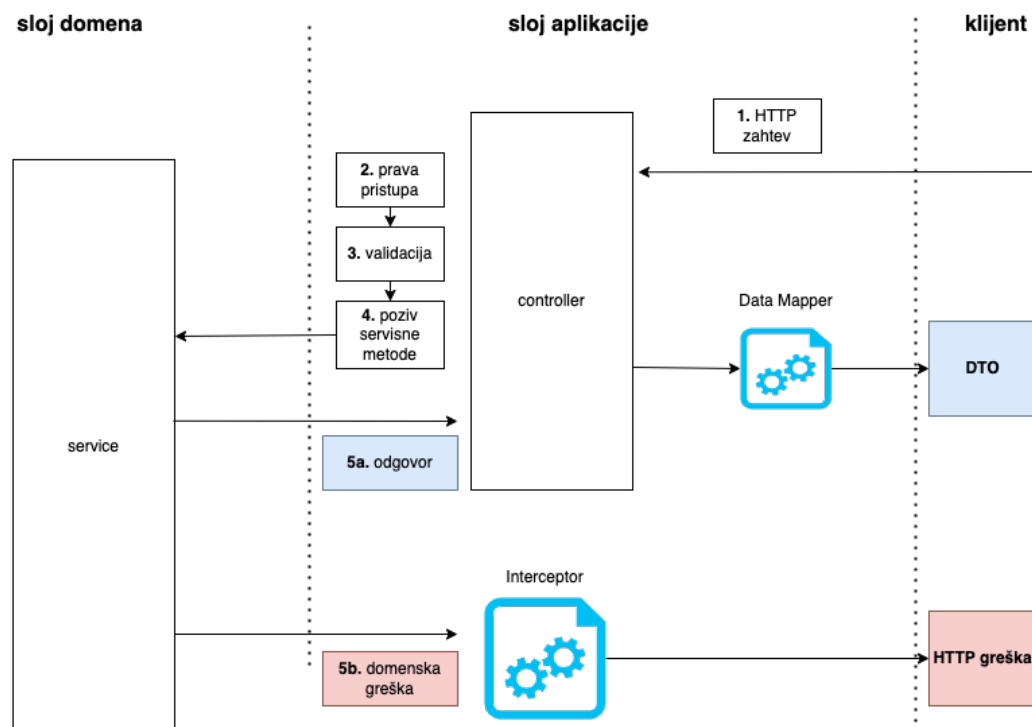 sloj domena
sloj aplikacije
klijent
1. HTTP
zahtev
2. prava
pristupa
3. validacija
4. poziv
servisne
metode
controller
Data Mapper
DTO
service
5a. odgovor
Interceptor
5b. domenska
greška
HTTP greška